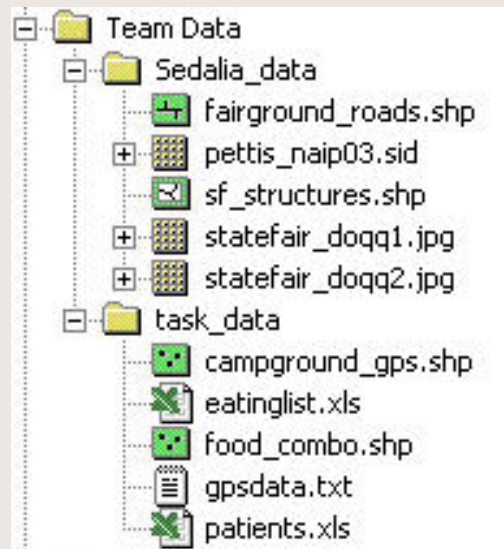 Team Data
Sedalia_data
fairground_roads.shp
pettis_naip03.sid
sf_structures.shp
statefair_doqq1.jpg
statefair_doqq2.jpg
task_data
campground_gps.shp
eatinglist.xls
food_combo.shp
gpsdata.txt
patients.xls